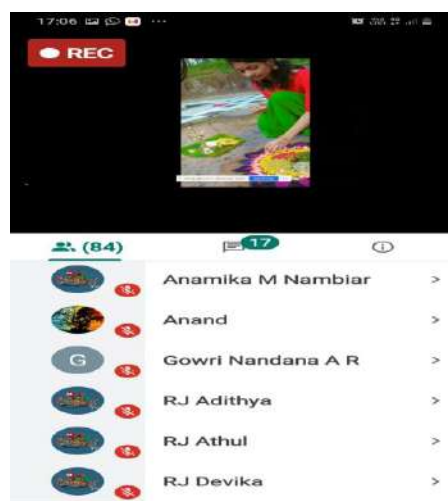 17:06
REC
(84)
17
Anamika M Nambiar
Anand
G
Gowri Nandana A R
RJ Adithya
RJ Athul
RJ Devika